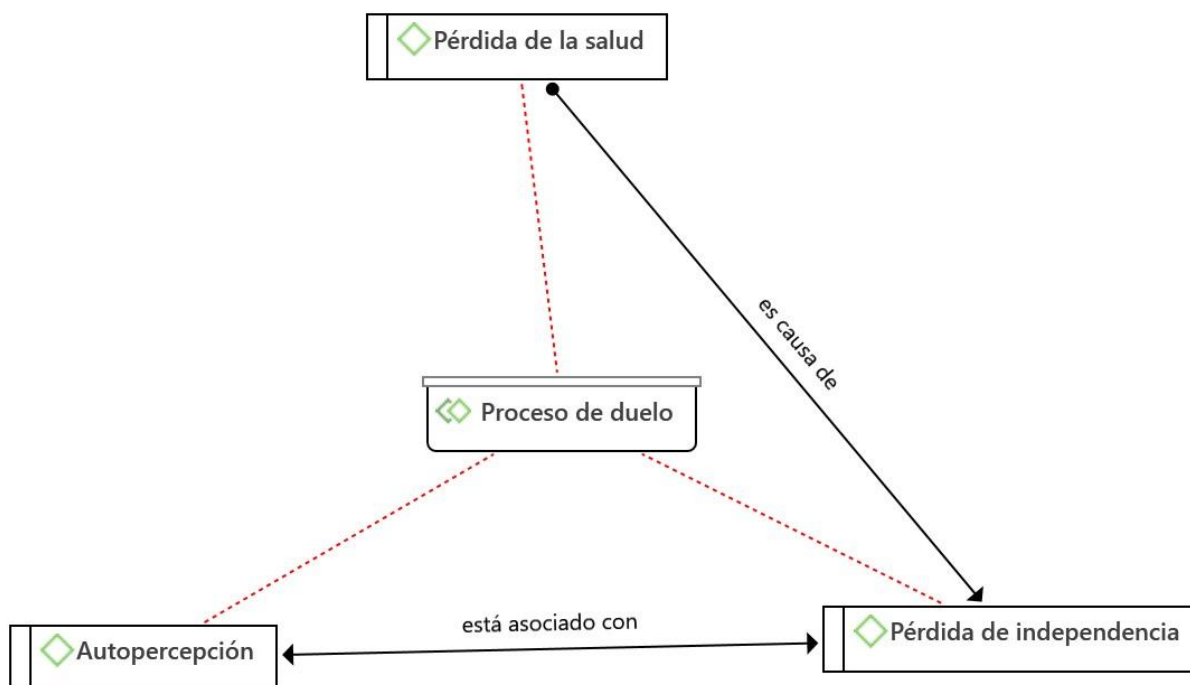 Pérdida de la salud
es causa de
Proceso de duelo
está asociado con
Autopercepción
Pérdida de independencia